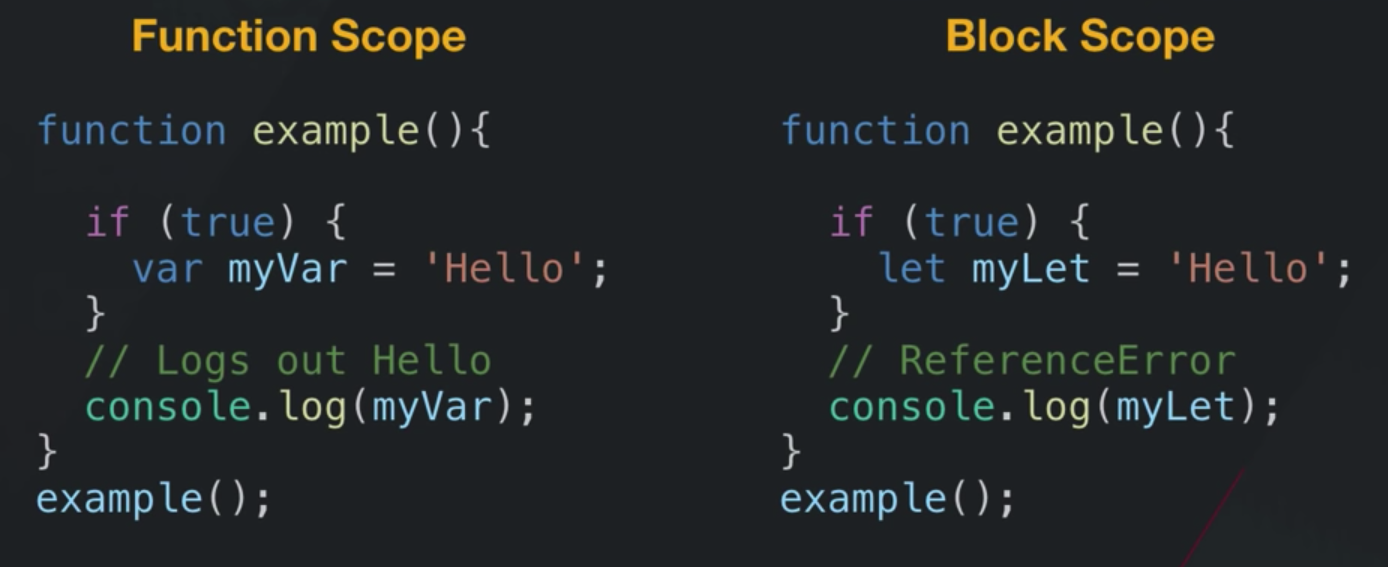 Function Scope
function example(){
if (true) {
var myVar = 'Hello';
}
// Logs out Hello
console.log(myVar);
}
example();
Block Scope
function example(){
if (true) {
let myLet = 'Hello';
}
// ReferenceError
console.log(myLet);
}
example();